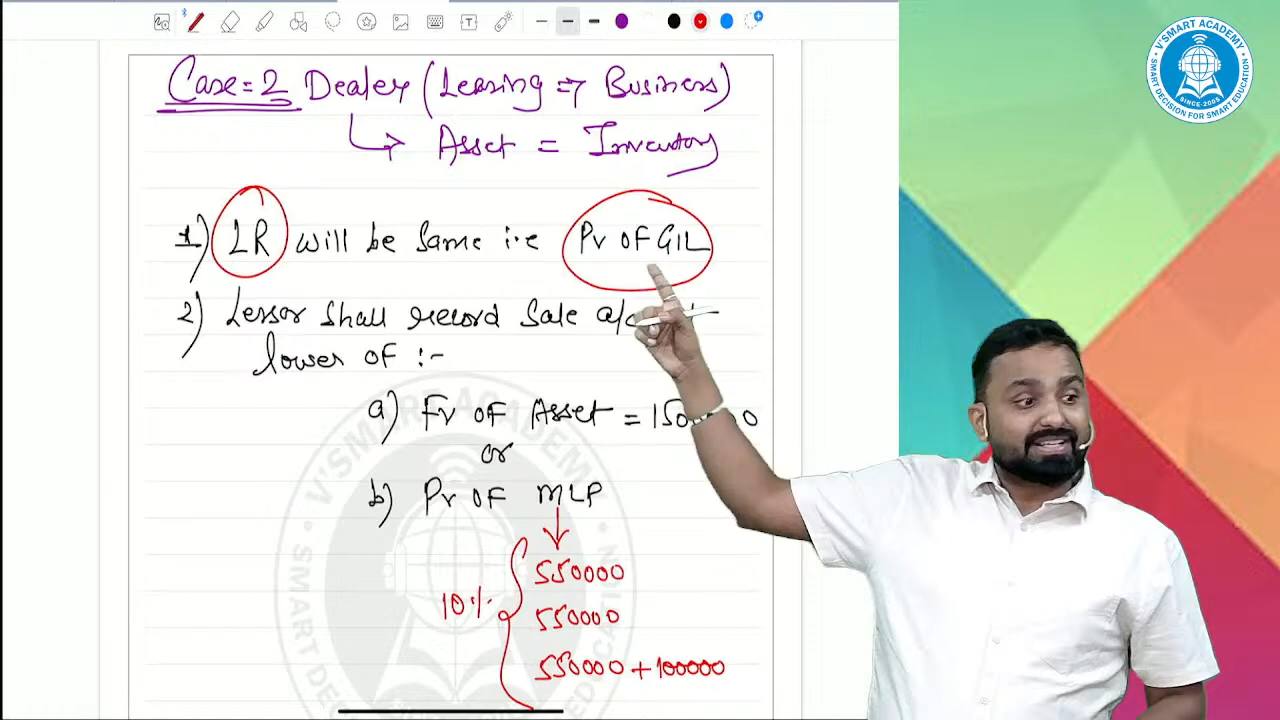 Case=2 Dealer (Leasing => Business)
↳ Asset = Inventory
1) LR will be same i.e PV OF GIL
2) Lessor shall record Sale a/c
lower of :-
a) FV OF Asset =
or
b) PV OF MLP
↓
550000
10% { 550000
550000 + 100000
V'SMART ACADEMY
SMART DECISION FOR SMART EDUCATION
SINCE-2005